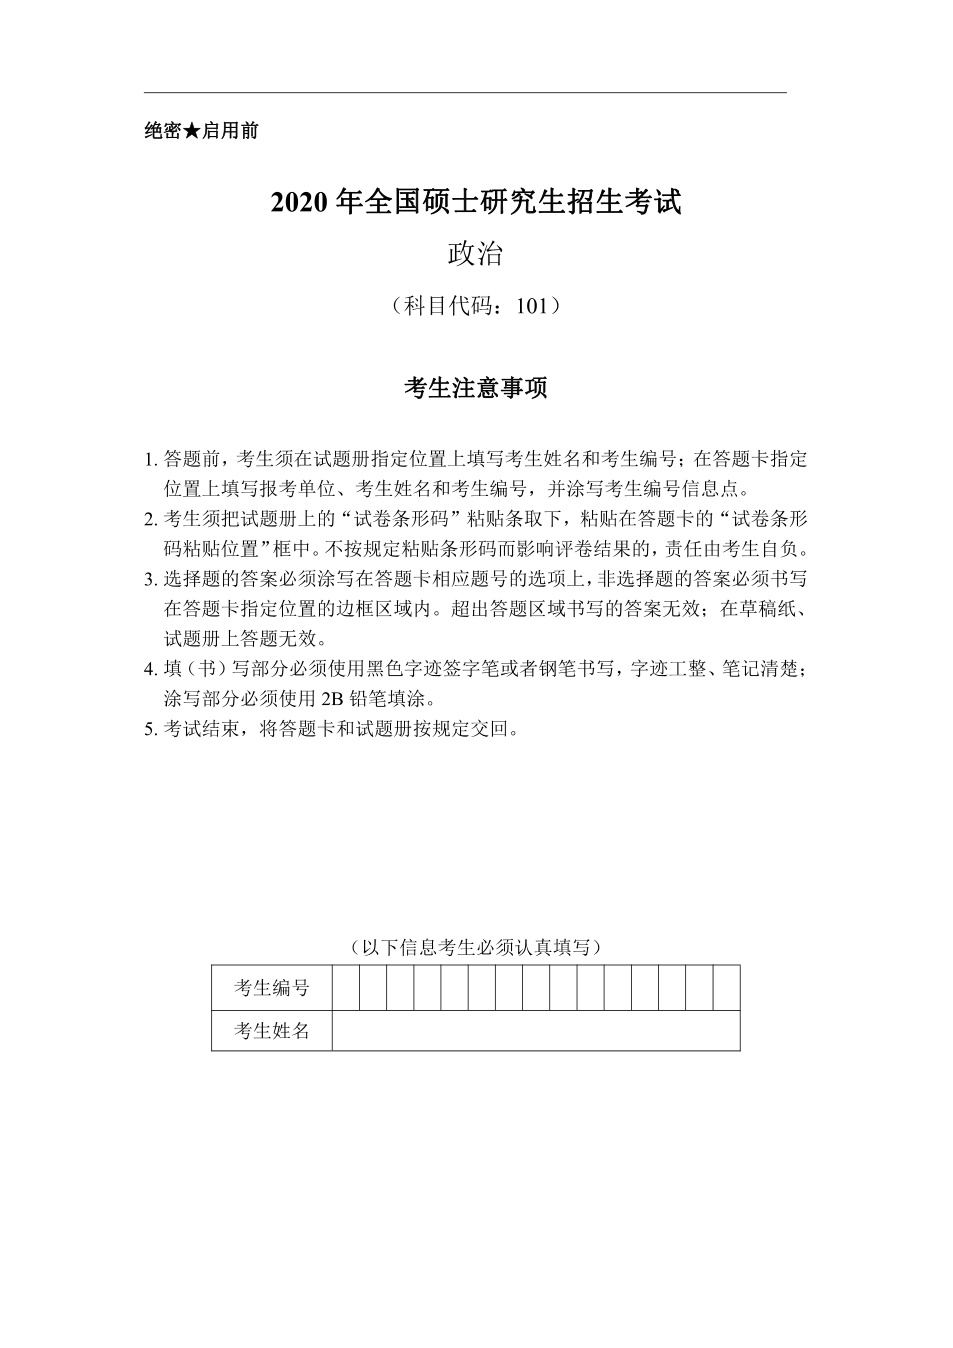 绝密★启用前
2020 年全国硕士研究生招生考试
政治
（科目代码：101）
考生注意事项
1. 答题前，考生须在试题册指定位置上填写考生姓名和考生编号；在答题卡指定
位置上填写报考单位、考生姓名和考生编号，并涂写考生编号信息点。
2. 考生须把试题册上的“试卷条形码”粘贴条取下，粘贴在答题卡的“试卷条形
码粘贴位置”框中。不按规定粘贴条形码而影响评卷结果的，责任由考生自负。
3. 选择题的答案必须涂写在答题卡相应题号的选项上，非选择题的答案必须书写
在答题卡指定位置的边框区域内。超出答题区域书写的答案无效；在草稿纸、
试题册上答题无效。
4. 填（书）写部分必须使用黑色字迹签字笔或者钢笔书写，字迹工整、笔记清楚；
涂写部分必须使用 2B 铅笔填涂。
5. 考试结束，将答题卡和试题册按规定交回。
（以下信息考生必须认真填写）
考生编号
考生姓名